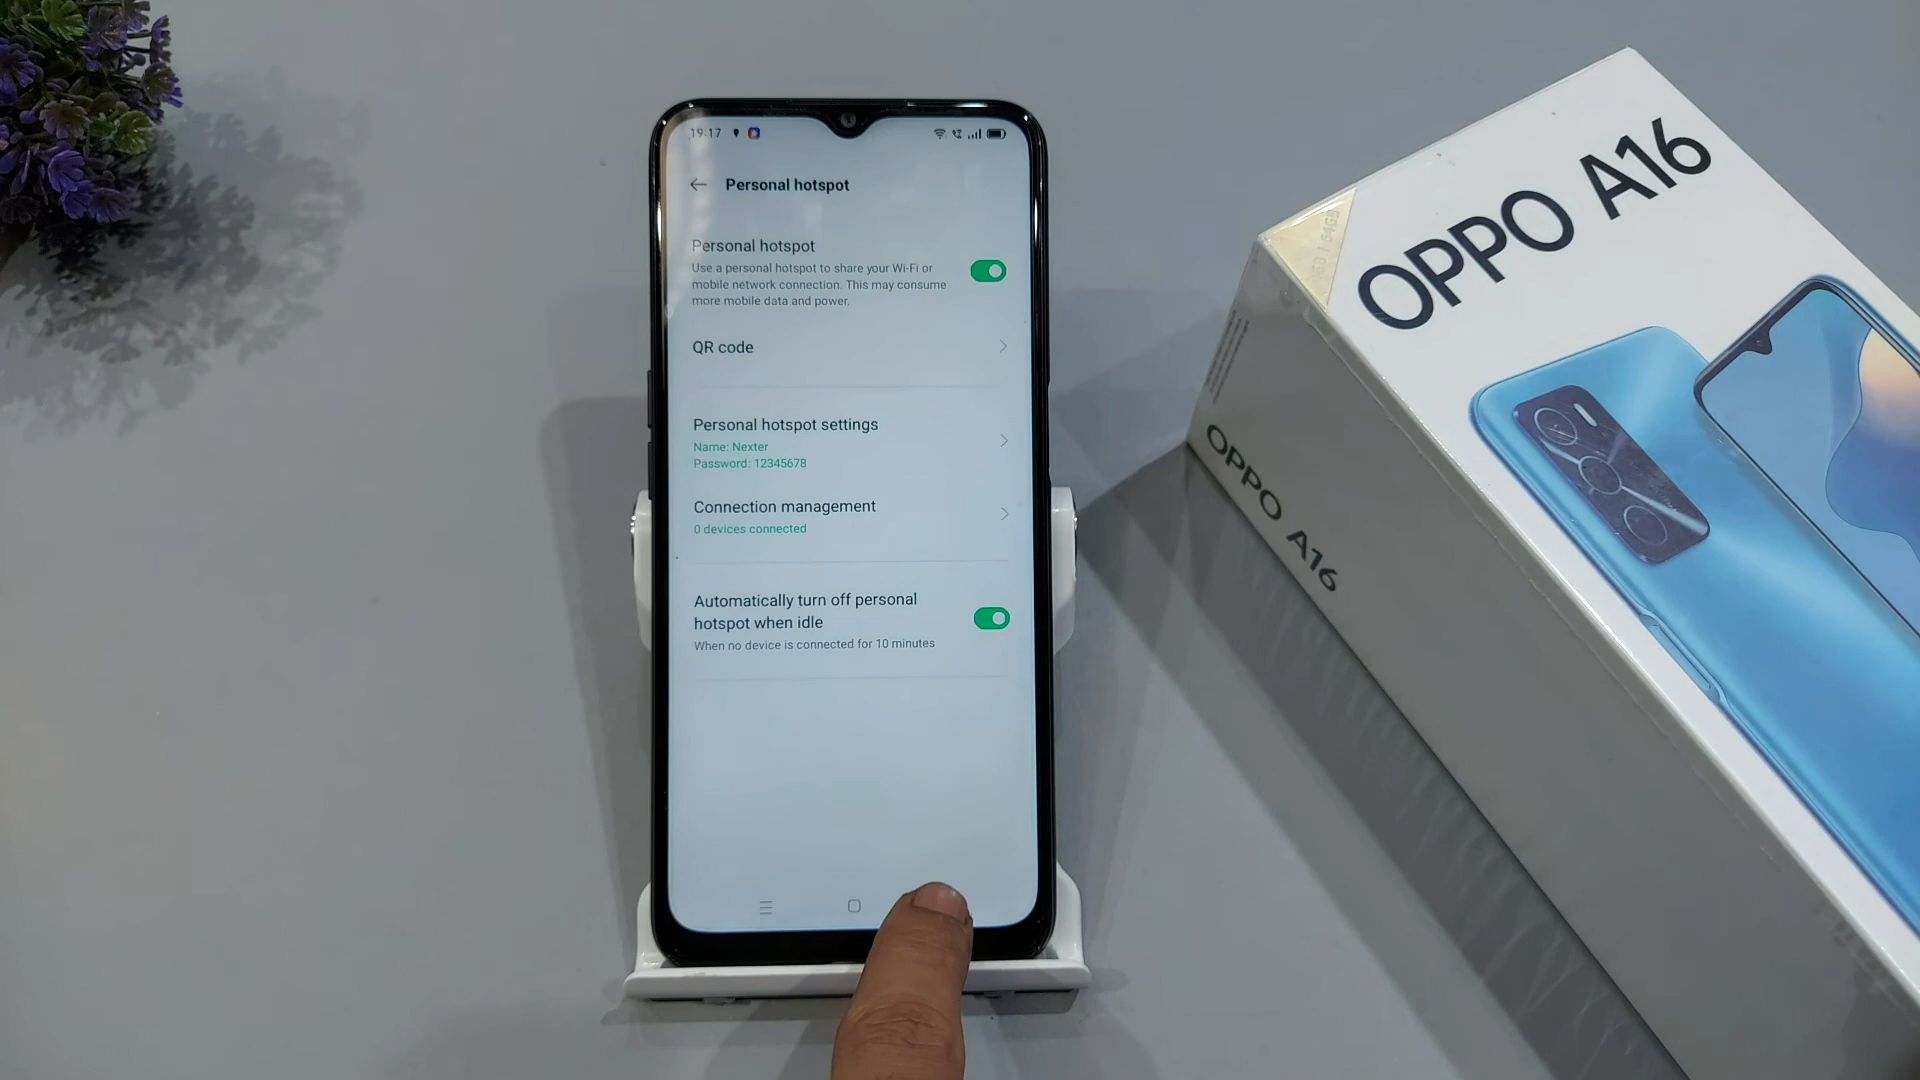 19:17
Personal hotspot
Personal hotspot
Use a personal hotspot to share your Wi-Fi or
mobile network connection. This may consume
more mobile data and power.
QR code
Personal hotspot settings
Name: Nexter
Password: 12345678
Connection management
0 devices connected
Automatically turn off personal
hotspot when idle
When no device is connected for 10 minutes
OPPO A16
64GB
OPPO A16